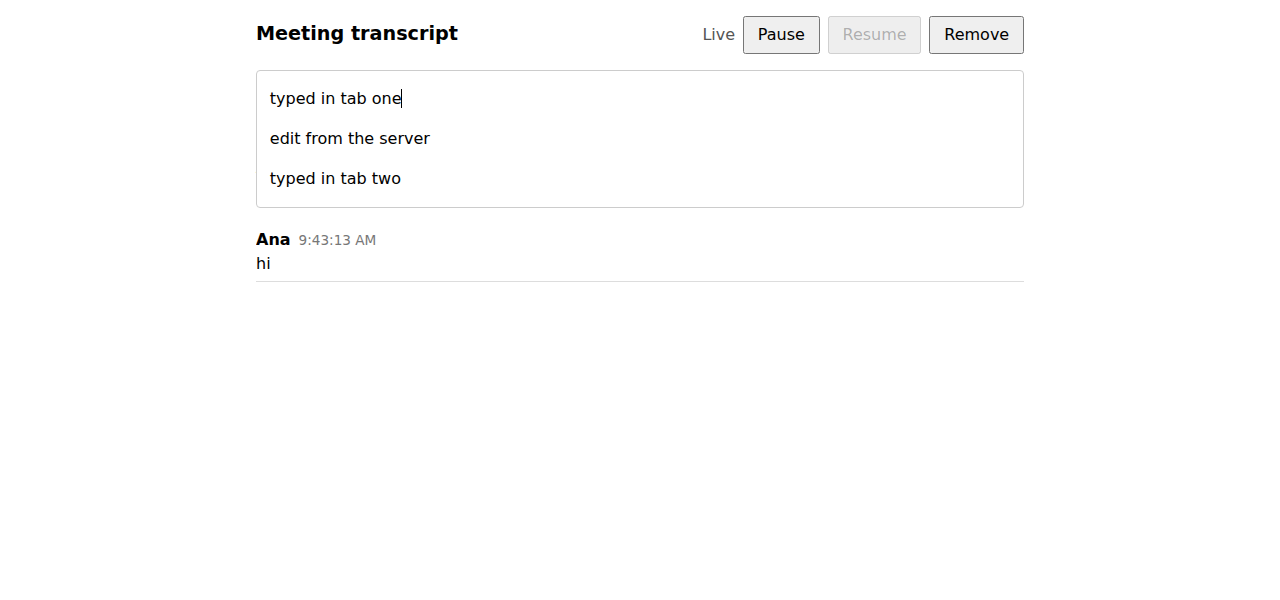 Meeting transcript
Live Pause Resume Remove
typed in tab one
edit from the server
typed in tab two
Ana 9:43:13 AM
hi